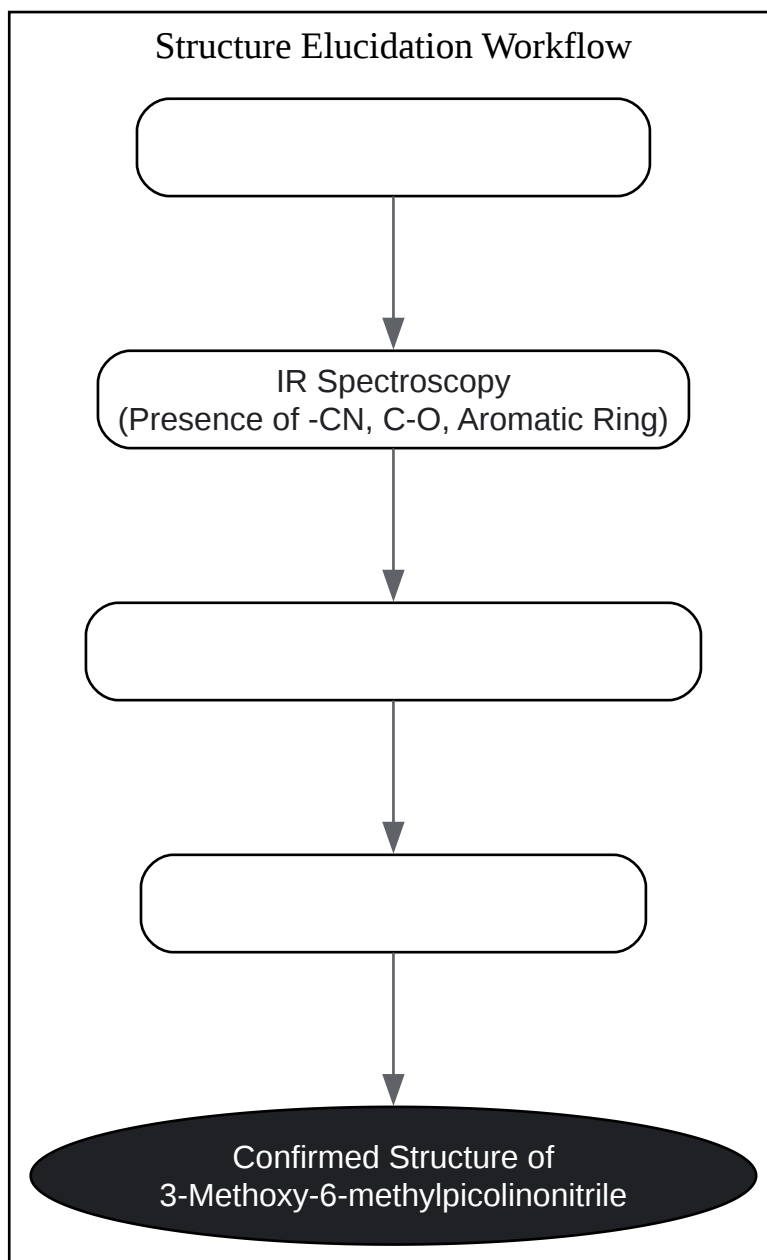 Structure Elucidation Workflow
IR Spectroscopy
(Presence of -CN, C-O, Aromatic Ring)
Confirmed Structure of
3-Methoxy-6-methylpicolinonitrile